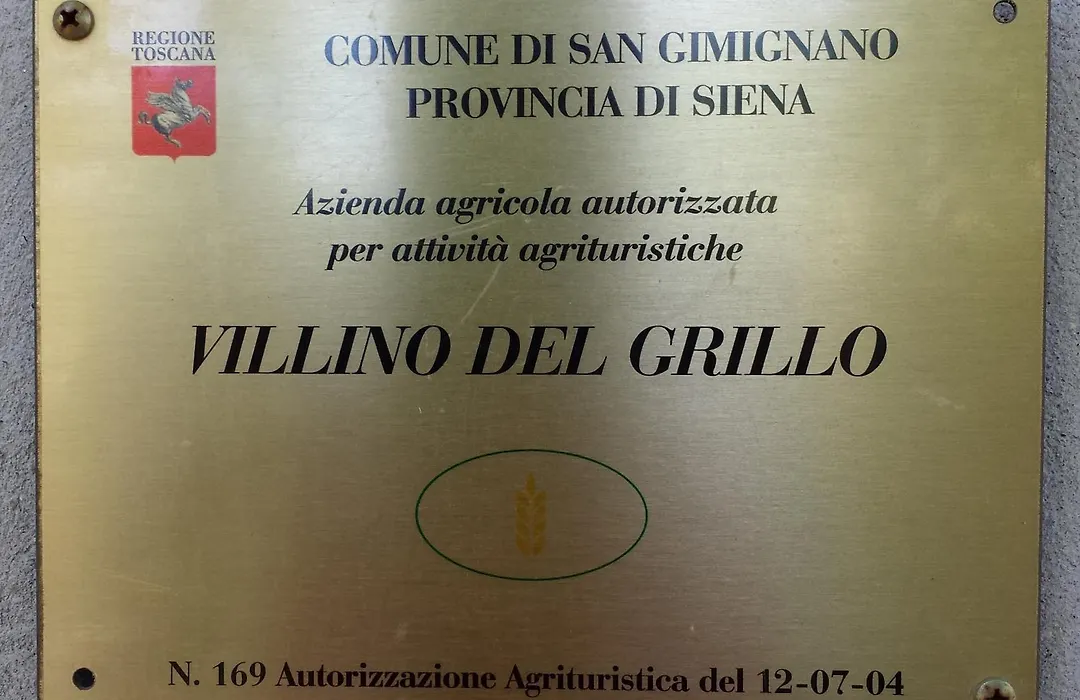 REGIONE
TOSCANA
COMUNE DI SAN GIMIGNANO
PROVINCIA DI SIENA
Azienda agricola autorizzata
per attività agrituristiche
VILLINO DEL GRILLO
N. 169 Autorizzazione Agrituristica del 12-07-04